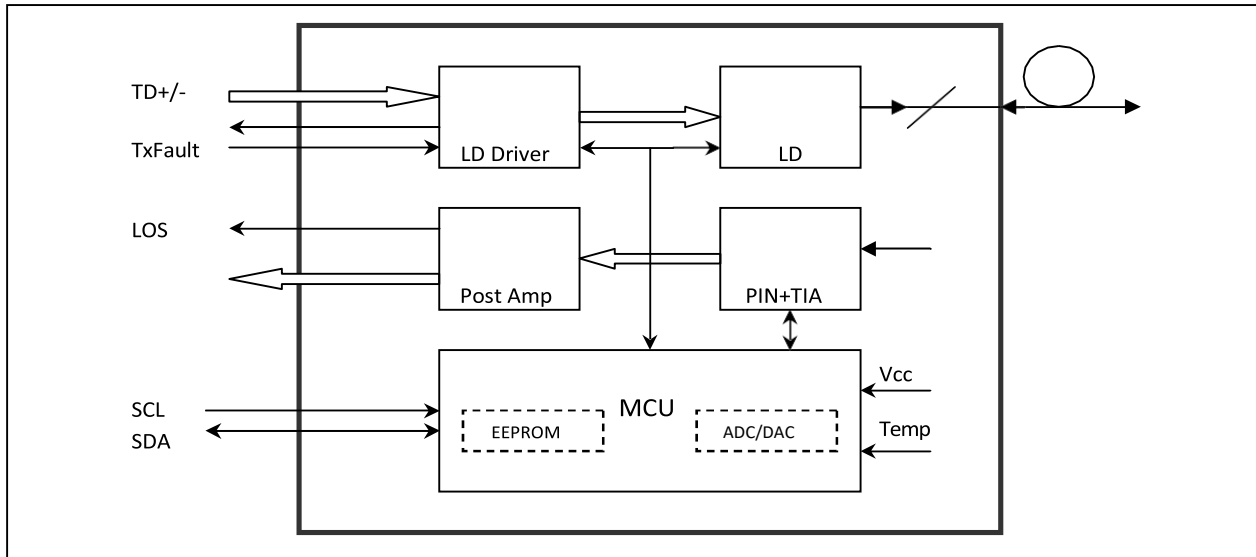 TD+/-
TxFault
LD Driver
LD
LOS
Post Amp
PIN+TIA
SCL
SDA
MCU
EEPROM
ADC/DAC
Vcc
Temp